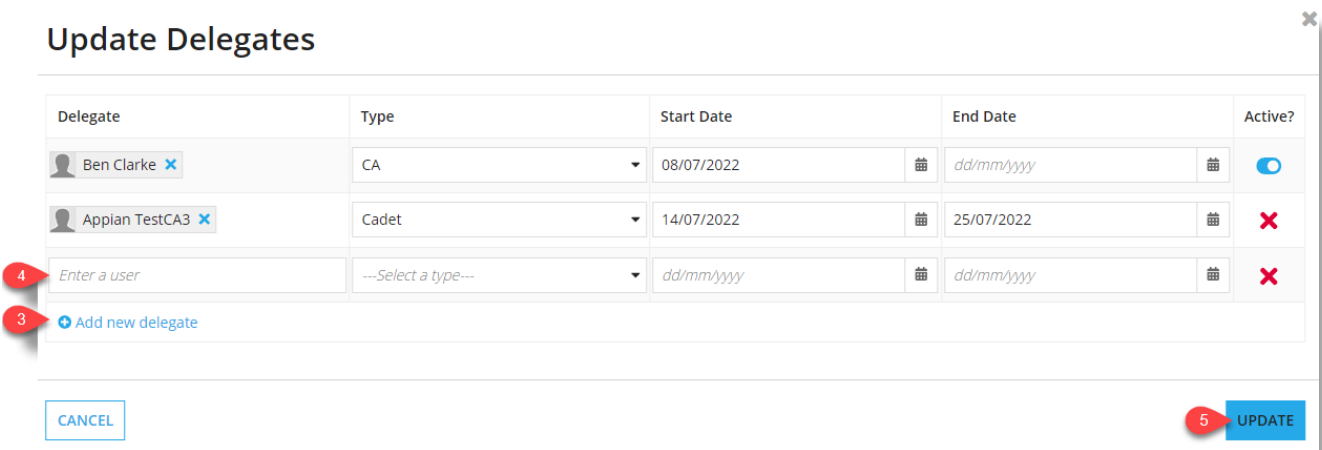 Update Delegates
Delegate Type Start Date End Date Active?
Ben Clarke CA 08/07/2022 dd/mm/yyyy
Appian TestCA3 Cadet 14/07/2022 25/07/2022
4 Enter a user ---Select a type--- dd/mm/yyyy dd/mm/yyyy
3 Add new delegate
CANCEL 5 UPDATE